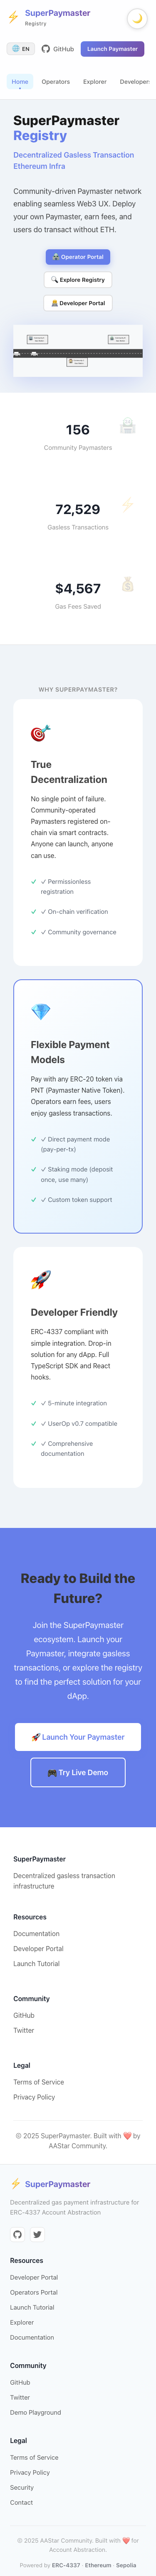 SuperPaymaster
Registry
EN
GitHub
Launch Paymaster
Home
Operators
Explorer
Developer
SuperPaymaster
Registry
Decentralized Gasless Transaction
Ethereum Infra
Community-driven Paymaster network
enabling seamless Web3 UX. Deploy
your own Paymaster, earn fees, and
users do transact without ETH.
Operator Portal
Explore Registry
Developer Portal
156
Community Paymasters
72,529
Gasless Transactions
$4,567
Gas Fees Saved
WHY SUPERPAYMASTER?
True
Decentralization
No single point of failure.
Community-operated
Paymasters registered on-
chain via smart contracts.
Anyone can launch, anyone
can use.
✓ ✓ Permissionless
registration
✓ ✓ On-chain verification
✓ ✓ Community governance
Flexible Payment
Models
Pay with any ERC-20 token via
PNT (Paymaster Native Token).
Operators earn fees, users
enjoy gasless transactions.
✓ ✓ Direct payment mode
(pay-per-tx)
✓ ✓ Staking mode (deposit
once, use many)
✓ ✓ Custom token support
Developer Friendly
ERC-4337 compliant with
simple integration. Drop-in
solution for any dApp. Full
TypeScript SDK and React
hooks.
✓ ✓ 5-minute integration
✓ ✓ UserOp v0.7 compatible
✓ ✓ Comprehensive
documentation
Ready to Build the
Future?
Join the SuperPaymaster
ecosystem. Launch your
Paymaster, integrate gasless
transactions, or explore the registry
to find the perfect solution for your
dApp.
🚀 Launch Your Paymaster
🎮 Try Live Demo
SuperPaymaster
Decentralized gasless transaction
infrastructure
Resources
Documentation
Developer Portal
Launch Tutorial
Community
GitHub
Twitter
Legal
Terms of Service
Privacy Policy
© 2025 SuperPaymaster. Built with ❤️ by
AAStar Community.
SuperPaymaster
Decentralized gas payment infrastructure for
ERC-4337 Account Abstraction
Resources
Developer Portal
Operators Portal
Launch Tutorial
Explorer
Documentation
Community
GitHub
Twitter
Demo Playground
Legal
Terms of Service
Privacy Policy
Security
Contact
© 2025 AAStar Community. Built with ❤️ for
Account Abstraction.
Powered by ERC-4337 · Ethereum · Sepolia